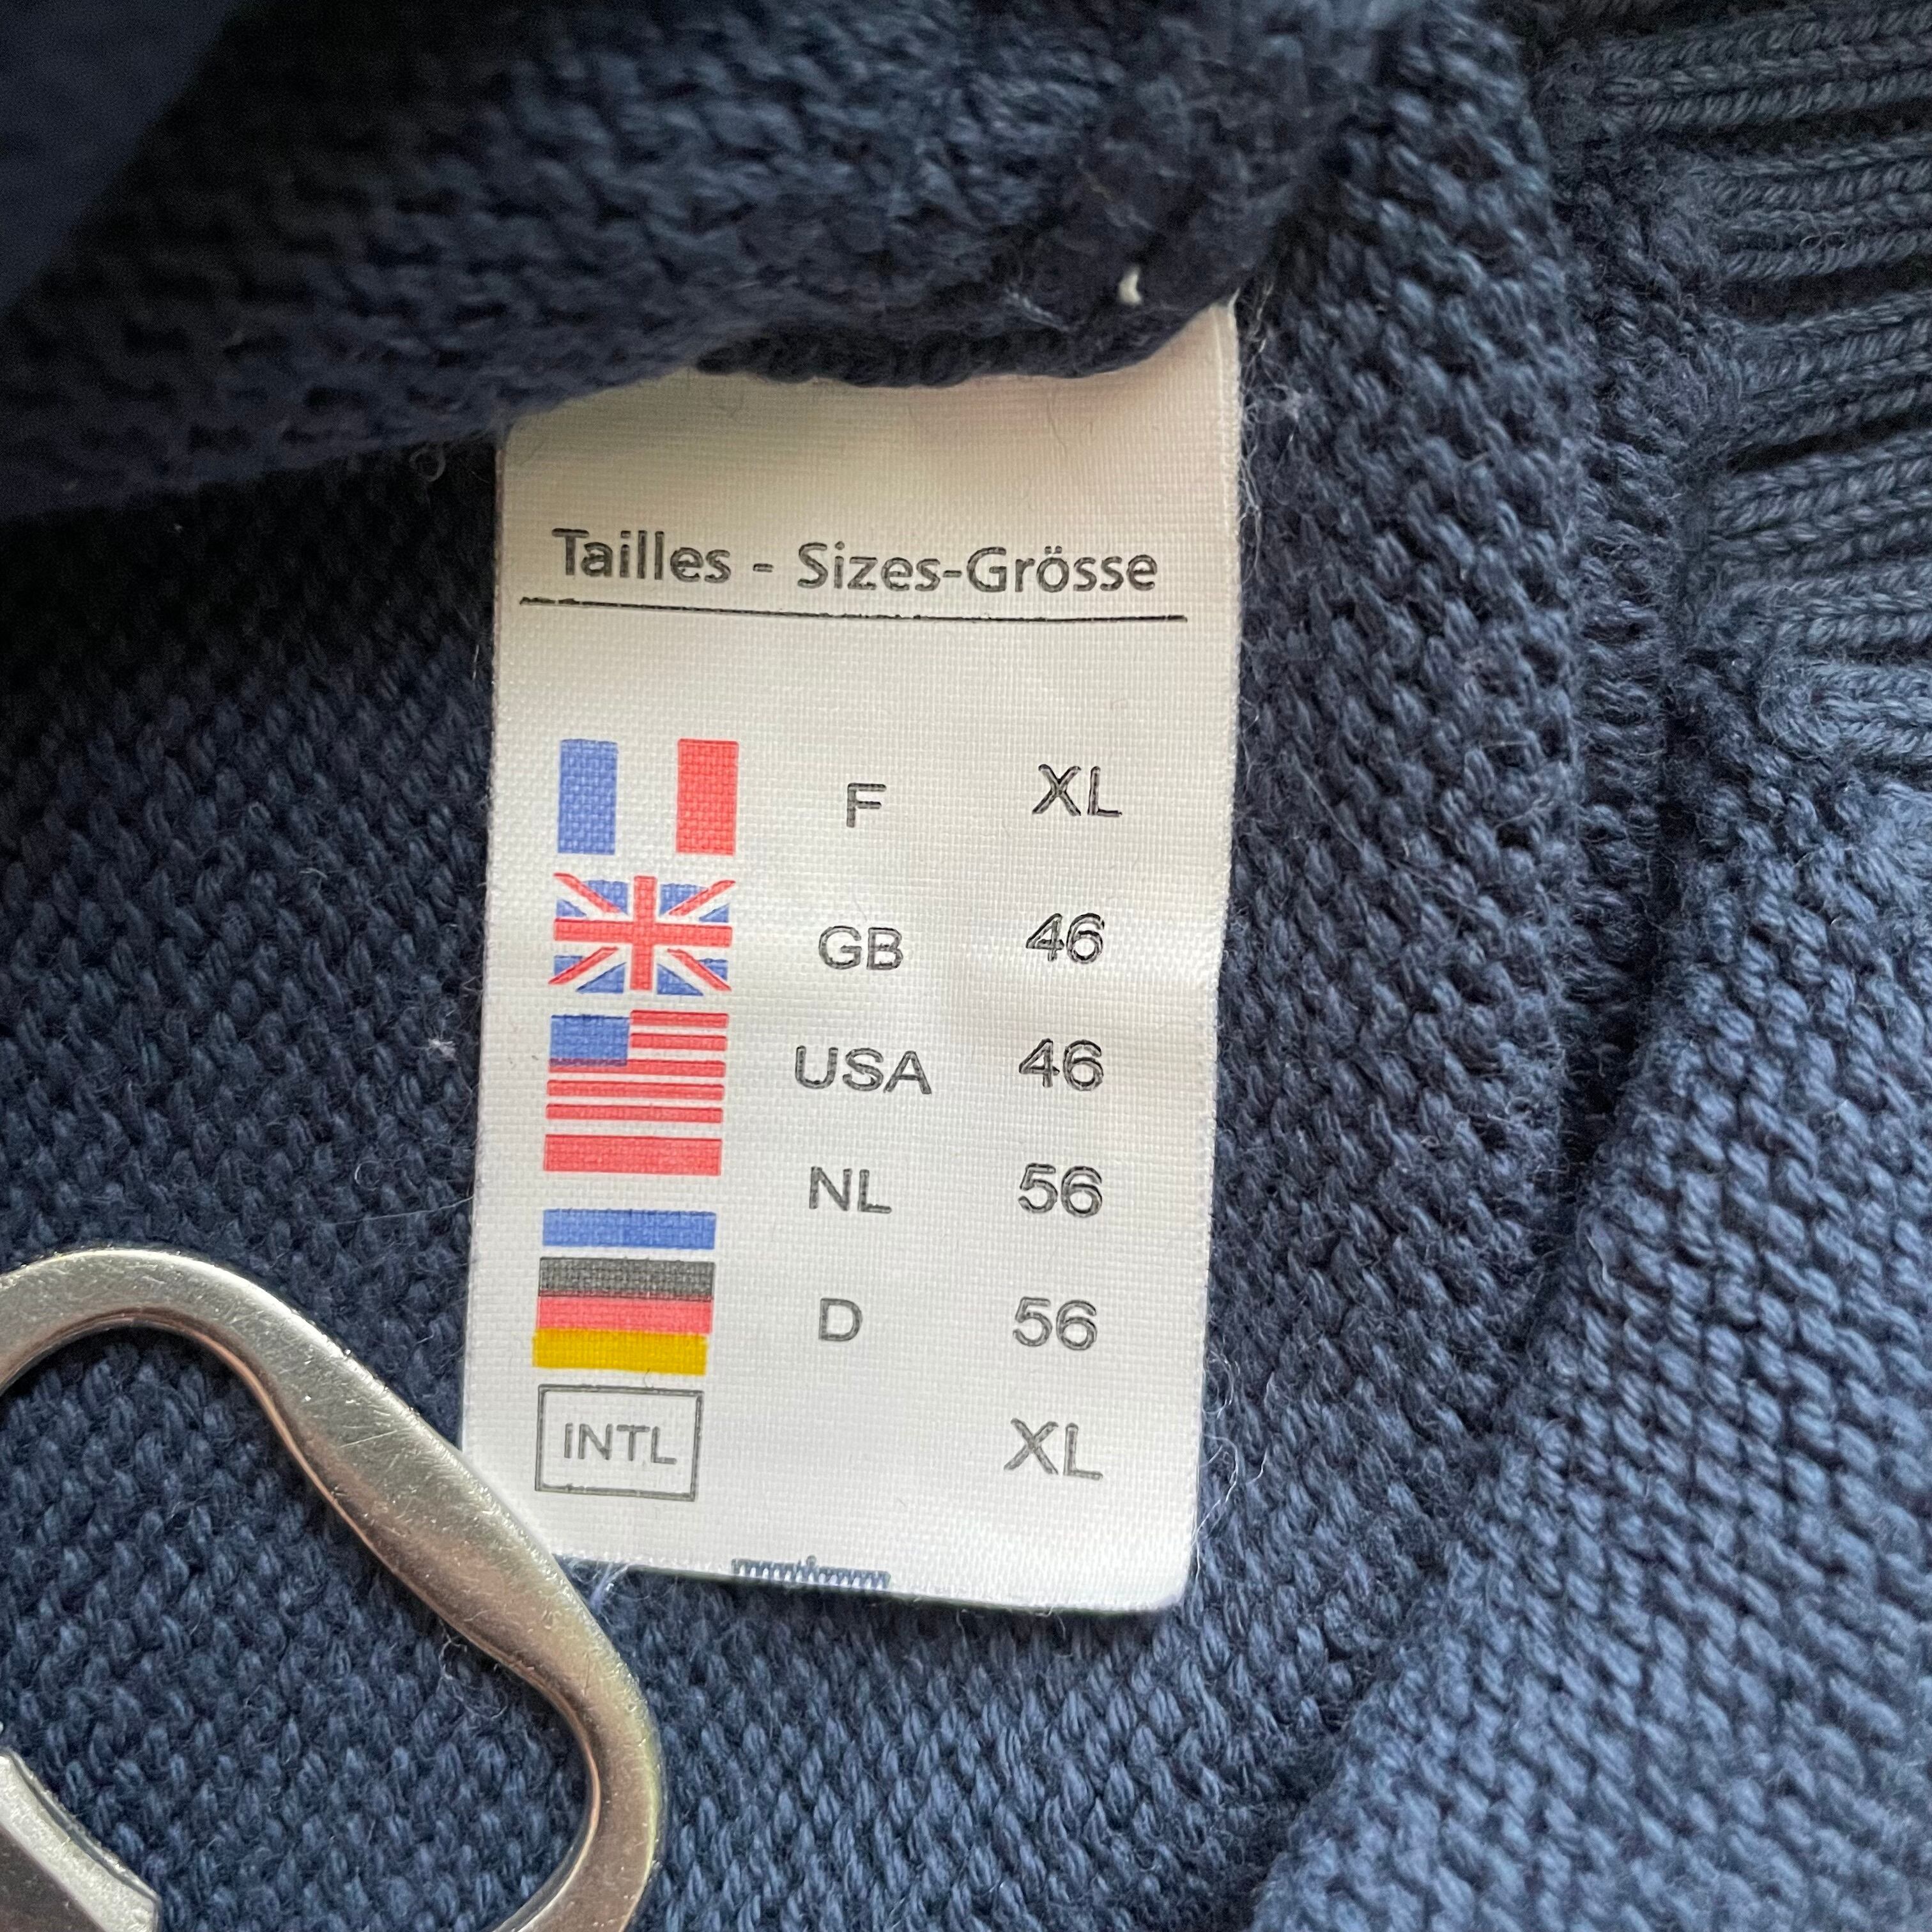 Tailles - Sizes-Grösse
F XL
GB 46
USA 46
NL 56
D 56
INTL XL